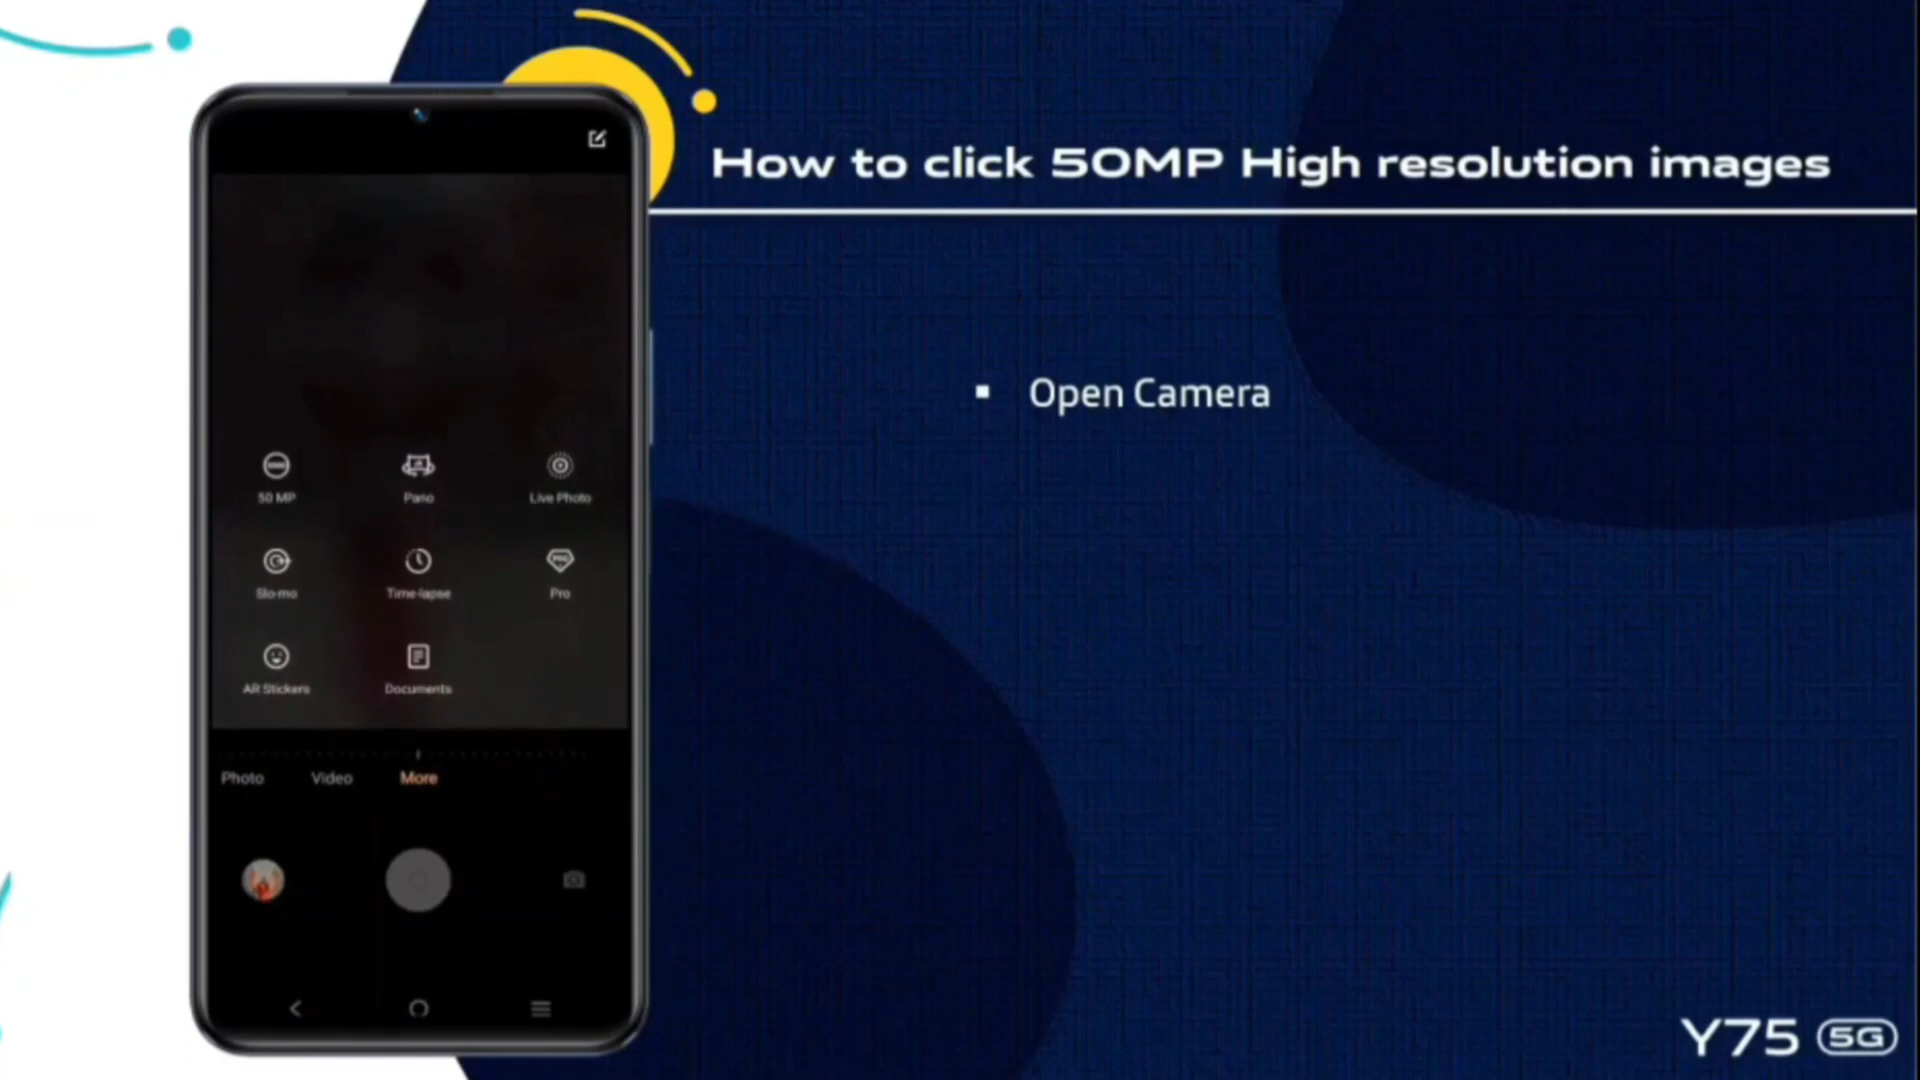 How to click 50MP High resolution images
▪ Open Camera
50 MP
Pano
Live Photo
Slo-mo
Time-lapse
Pro
AR Stickers
Documents
Photo
Video
More
Y75 5G